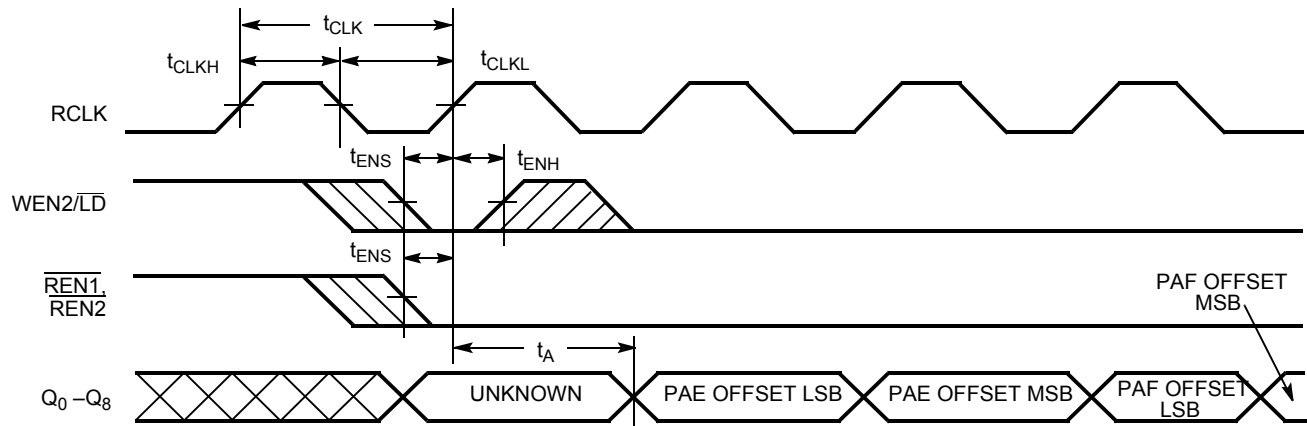 tCLK
tCLKH
tCLKL
RCLK
tENS
tENH
WEN2/LD
tENS
REN1,
REN2
PAF OFFSET
MSB
tA
Q0 –Q8
UNKNOWN
PAE OFFSET LSB
PAE OFFSET MSB
PAF OFFSET
LSB